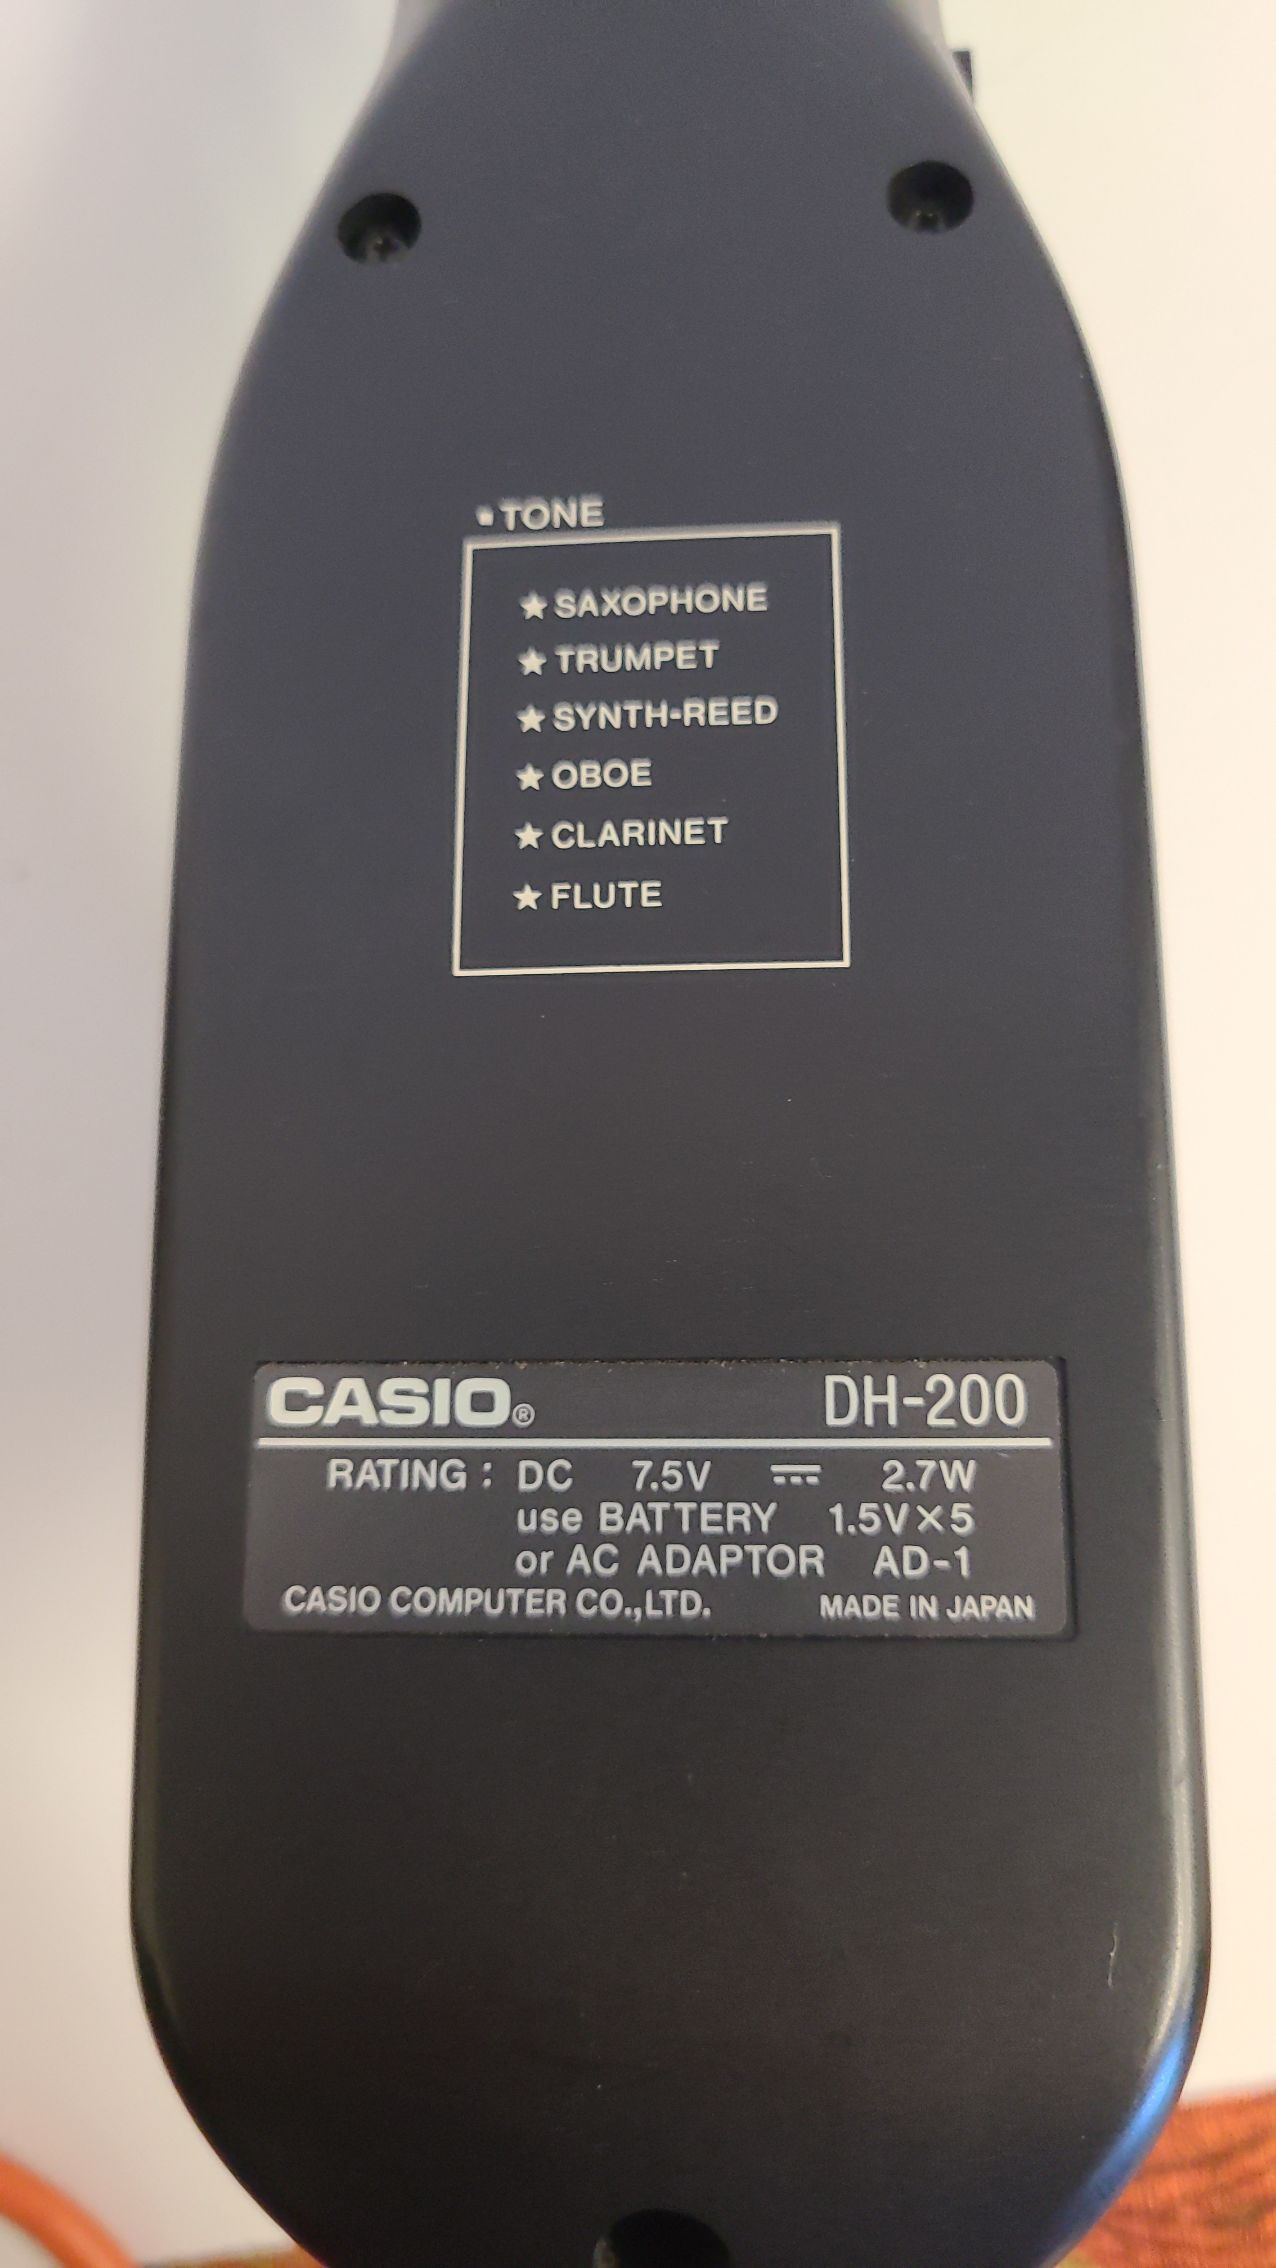 ▪ TONE
★ SAXOPHONE
★ TRUMPET
★ SYNTH-REED
★ OBOE
★ CLARINET
★ FLUTE
CASIO® DH-200
RATING : DC 7.5V ⎓ 2.7W
use BATTERY 1.5V×5
or AC ADAPTOR AD-1
CASIO COMPUTER CO.,LTD. MADE IN JAPAN